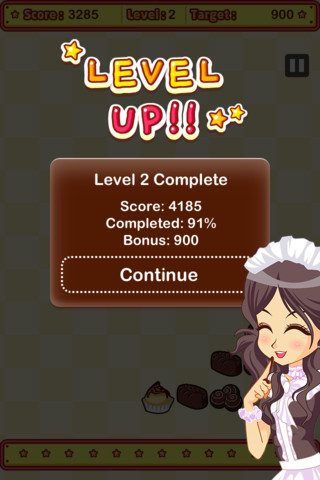 Score: 3285 Level: 2 Target: 900
LEVEL
UP!!
Level 2 Complete
Score: 4185
Completed: 91%
Bonus: 900
Continue